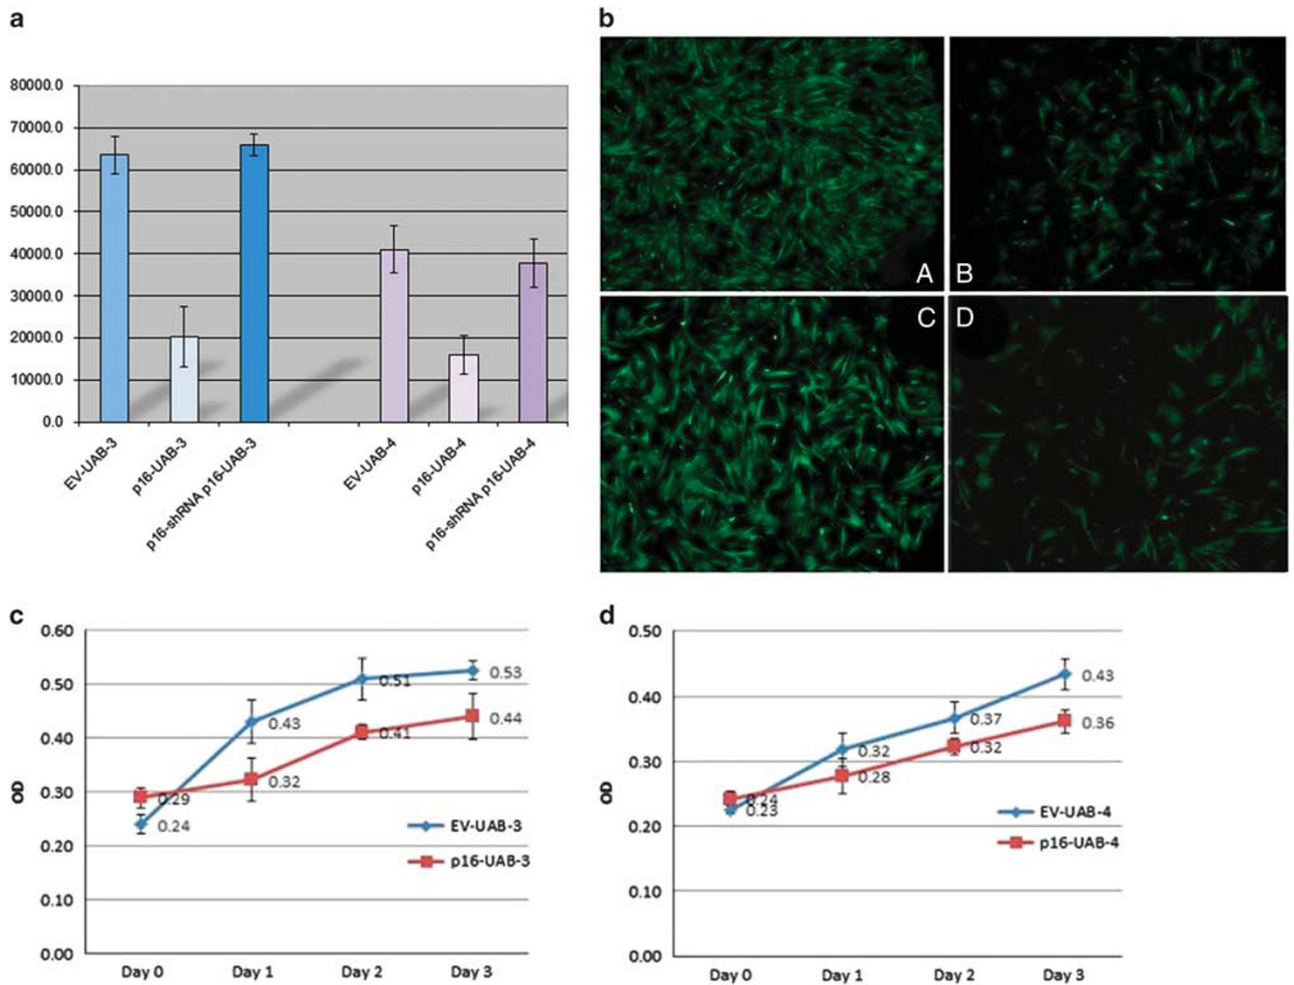 a
80000.0
70000.0
60000.0
50000.0
40000.0
30000.0
20000.0
10000.0
0.0
EV-UAB-3
p16-UAB-3
p16-shRNA p16-UAB-3
EV-UAB-4
p16-UAB-4
p16-shRNA p16-UAB-4
b
A
B
C
D
c
0.60
0.50
0.40
0.30
0.20
0.10
0.00
OD
0.29
0.24
0.43
0.32
0.51
0.41
0.53
0.44
EV-UAB-3
p16-UAB-3
Day 0
Day 1
Day 2
Day 3
d
0.50
0.40
0.30
0.20
0.10
0.00
OD
0.24
0.23
0.32
0.28
0.37
0.32
0.43
0.36
EV-UAB-4
p16-UAB-4
Day 0
Day 1
Day 2
Day 3